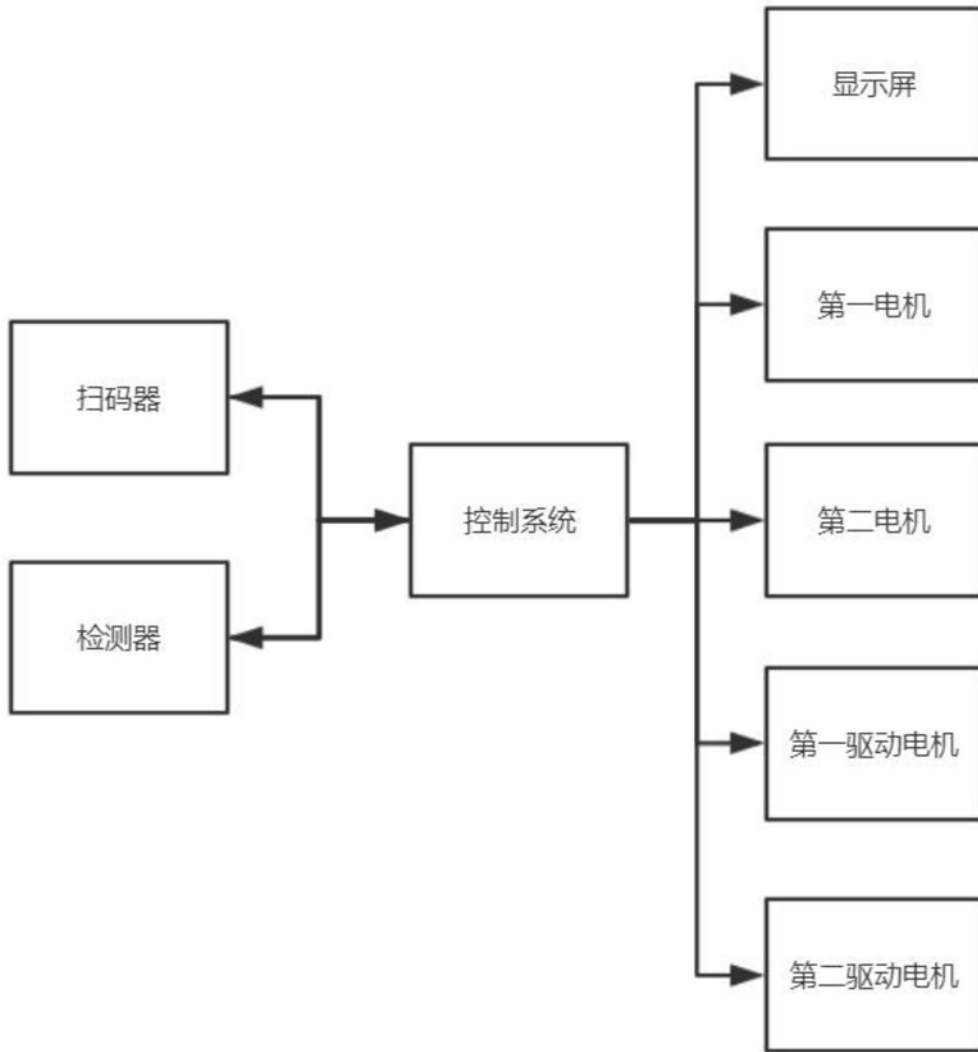 显示屏
第一电机
扫码器
控制系统
第二电机
检测器
第一驱动电机
第二驱动电机